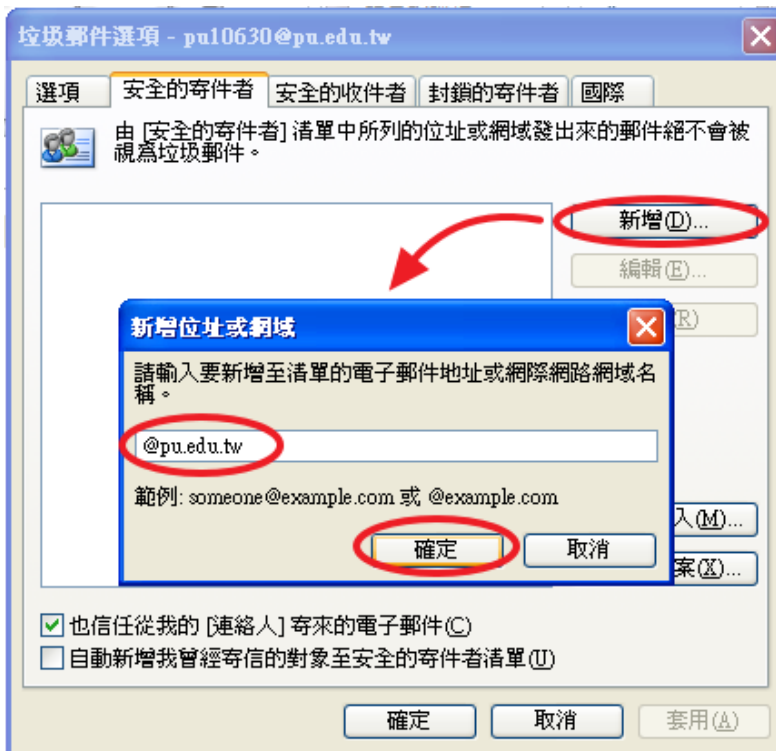 垃圾郵件選項 - pu10630@pu.edu.tw
選項 安全的寄件者 安全的收件者 封鎖的寄件者 國際
由 [安全的寄件者] 清單中所列的位址或網域發出來的郵件絕不會被
視為垃圾郵件。
新增(D)...
編輯(E)...
(R)
新增位址或網域
請輸入要新增至清單的電子郵件地址或網際網路網域名
稱。
@pu.edu.tw
範例: someone@example.com 或 @example.com
確定 取消
入(M)...
案(X)...
也信任從我的 [連絡人] 寄來的電子郵件(C)
自動新增我曾經寄信的對象至安全的寄件者清單(U)
確定 取消 套用(A)